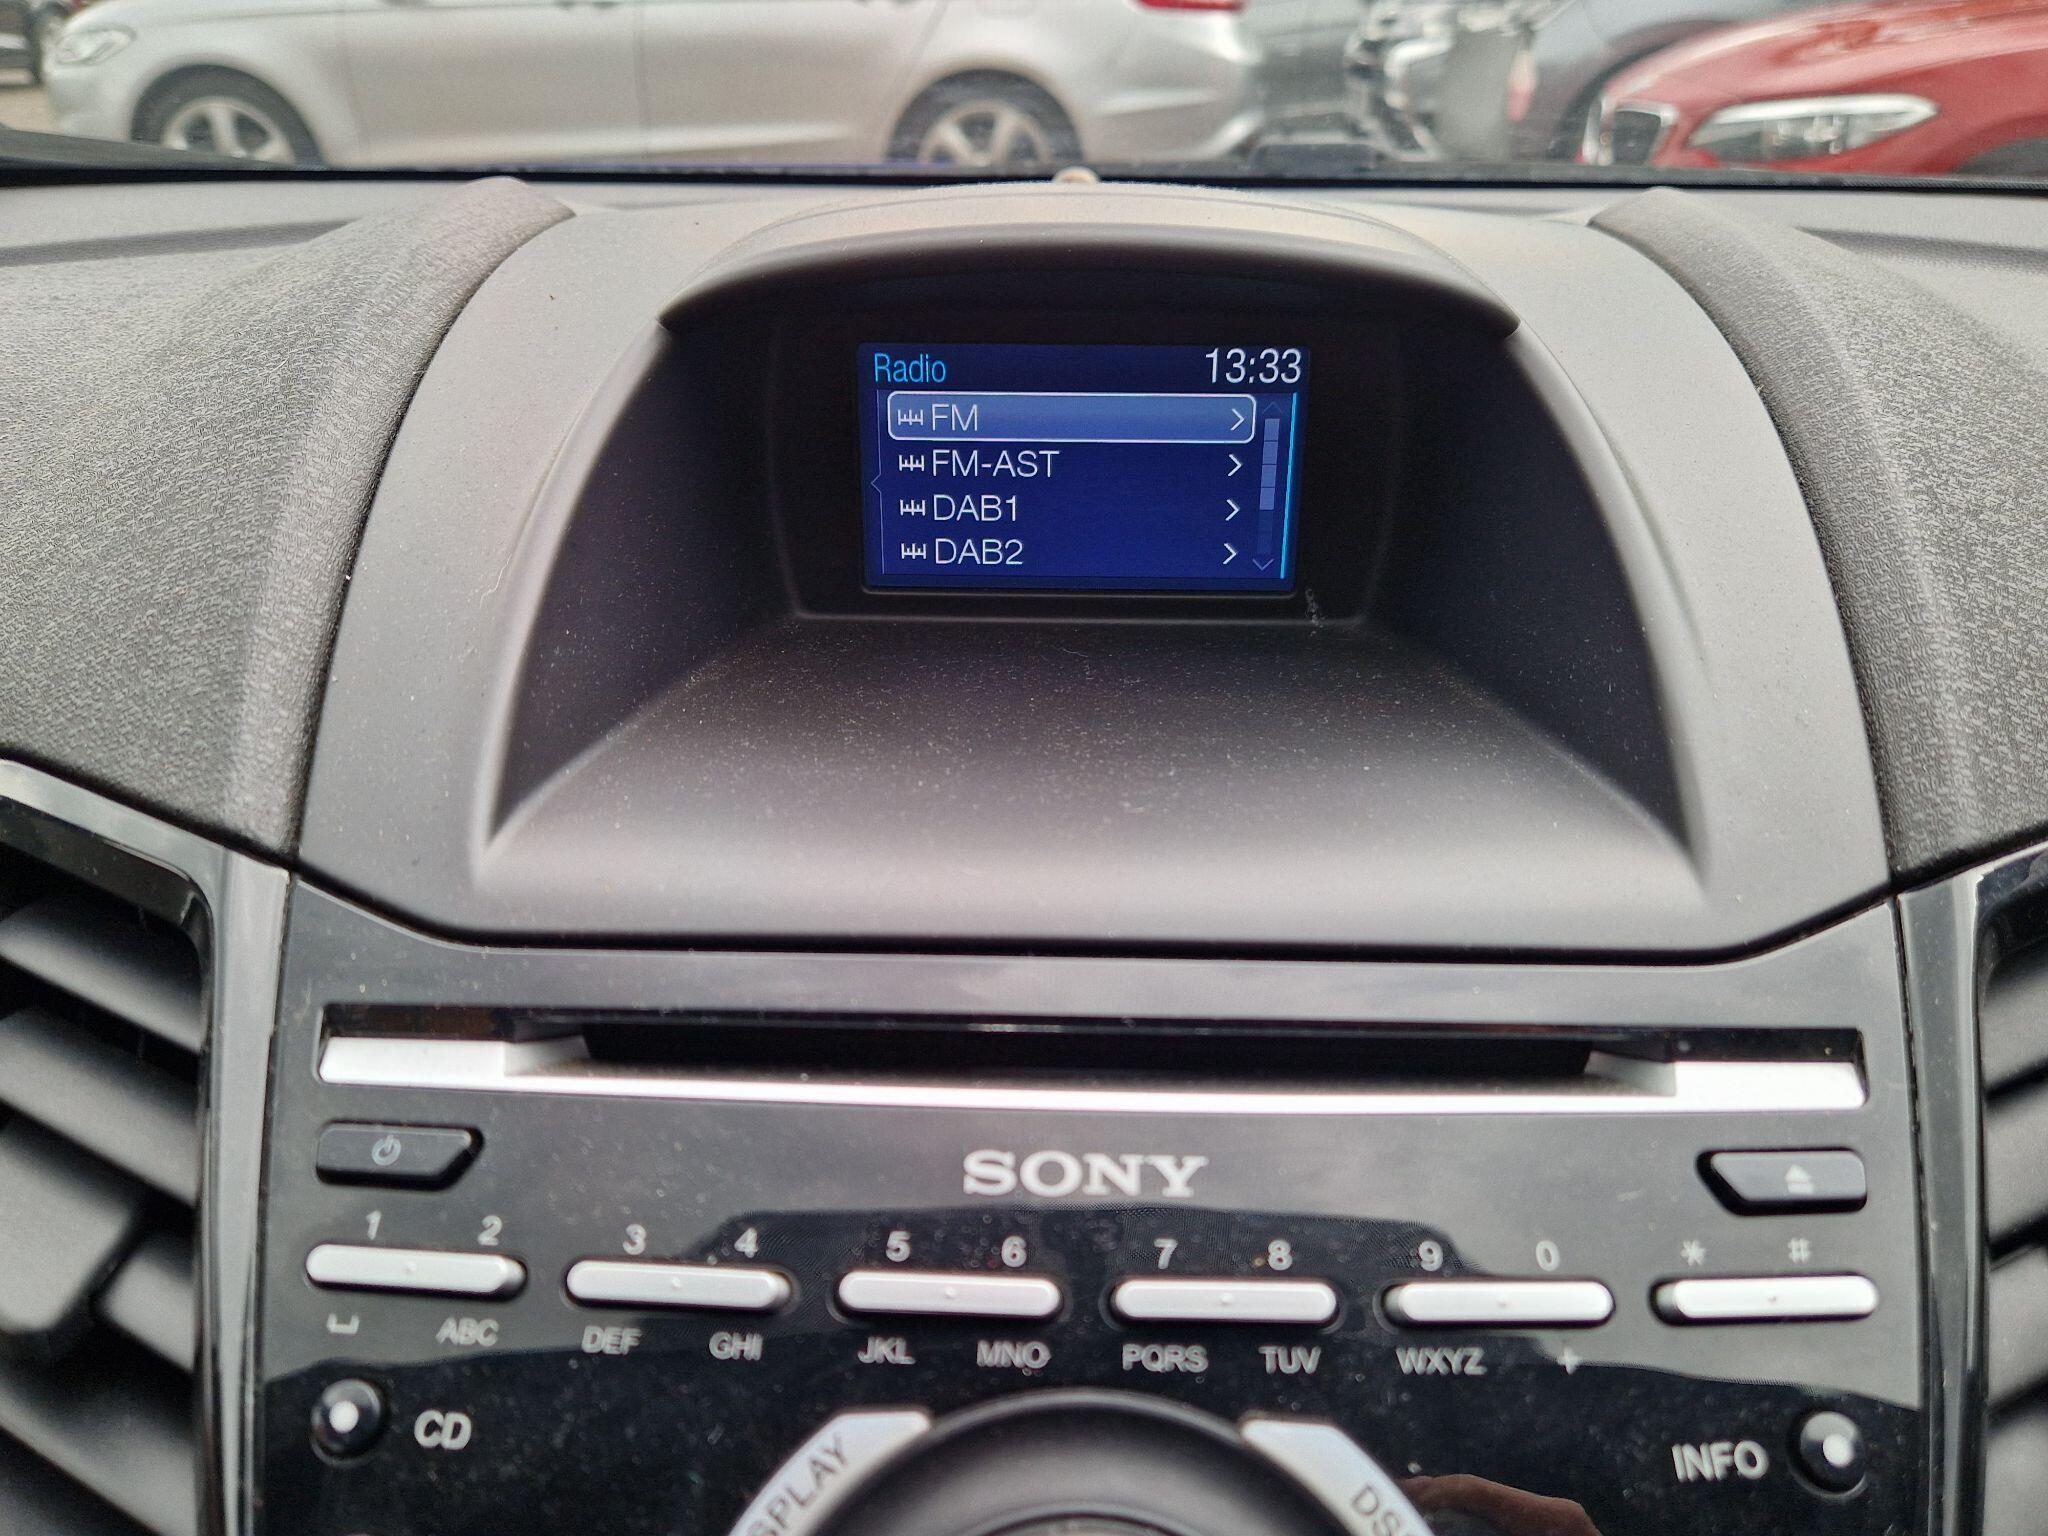 Radio 13:33
FM
FM-AST
DAB1
DAB2
SONY
1 2 3 4 5 6 7 8 9 0 * #
ABC DEF GHI JKL MNO PQRS TUV WXYZ +
CD
INFO